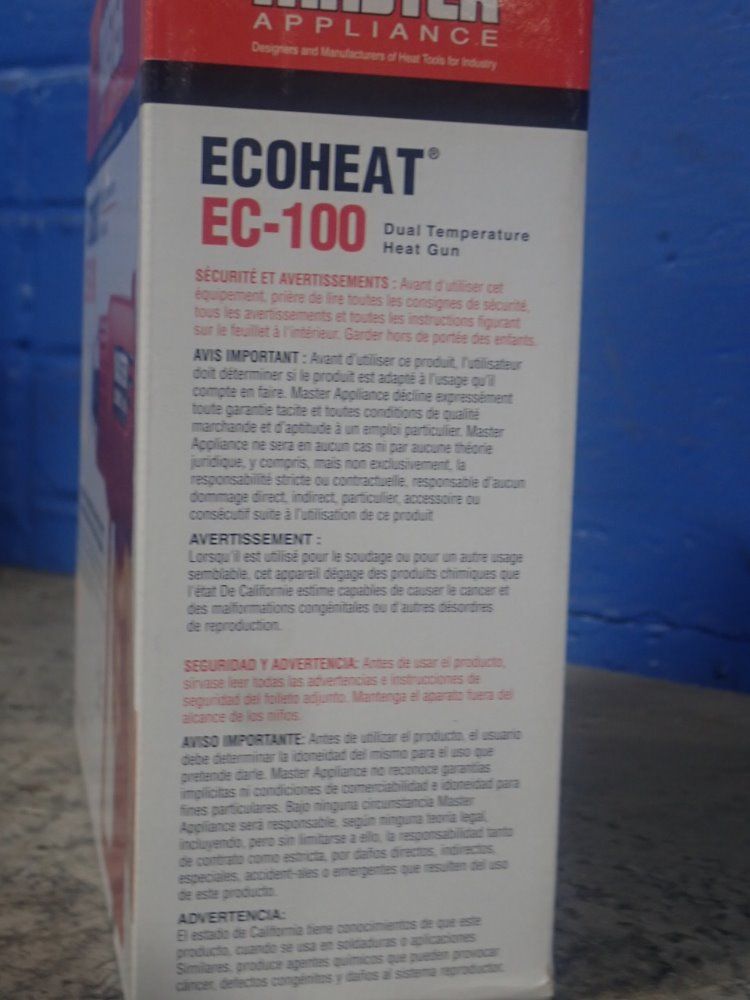 MASTER
APPLIANCE
Designers and Manufacturers of Heat Tools for Industry
ECOHEAT®
EC-100
Dual Temperature
Heat Gun
SÉCURITÉ ET AVERTISSEMENTS : Avant d'utiliser cet
équipement, prière de lire toutes les consignes de sécurité,
tous les avertissements et toutes les instructions figurant
sur le feuillet à l'intérieur. Garder hors de portée des enfants.
AVIS IMPORTANT : Avant d'utiliser ce produit, l'utilisateur
doit déterminer si le produit est adapté à l'usage qu'il
compte en faire. Master Appliance décline expressément
toute garantie tacite et toutes conditions de qualité
marchande et d'aptitude à un emploi particulier. Master
Appliance ne sera en aucun cas ni par aucune théorie
juridique, y compris, mais non exclusivement, la
responsabilité stricte ou contractuelle, responsable d'aucun
dommage direct, indirect, particulier, accessoire ou
consécutif suite à l'utilisation de ce produit
AVERTISSEMENT :
Lorsqu'il est utilisé pour le soudage ou pour un autre usage
semblable, cet appareil dégage des produits chimiques que
l'état De Californie estime capables de causer le cancer et
des malformations congénitales ou d'autres désordres
de reproduction.
SEGURIDAD Y ADVERTENCIA: Antes de usar el producto,
sírvase leer todas las advertencias e instrucciones de
seguridad del folleto adjunto. Mantenga el aparato fuera del
alcance de los niños.
AVISO IMPORTANTE: Antes de utilizar el producto, el usuario
debe determinar la idoneidad del mismo para el uso que
pretende darle. Master Appliance no reconoce garantías
implícitas ni condiciones de comerciabilidad e idoneidad para
fines particulares. Bajo ninguna circunstancia Master
Appliance será responsable, según ninguna teoría legal,
incluyendo, pero sin limitarse a ello, la responsabilidad tanto
de contrato como estricta, por daños directos, indirectos,
especiales, accident-ales o emergentes que resulten del uso
de este producto.
ADVERTENCIA:
El estado de California tiene conocimientos de que este
producto, cuando se usa en soldaduras o aplicaciones
Similares, produce agentes químicos que pueden provocar
cáncer, defectos congénitos y daños al sistema reproductor.